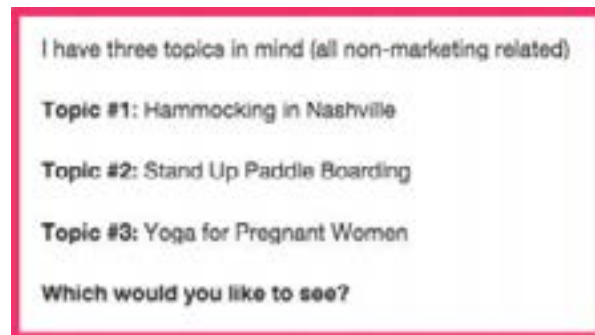 I have three topics in mind (all non-marketing related)
Topic #1: Hammocking in Nashville
Topic #2: Stand Up Paddle Boarding
Topic #3: Yoga for Pregnant Women
Which would you like to see?